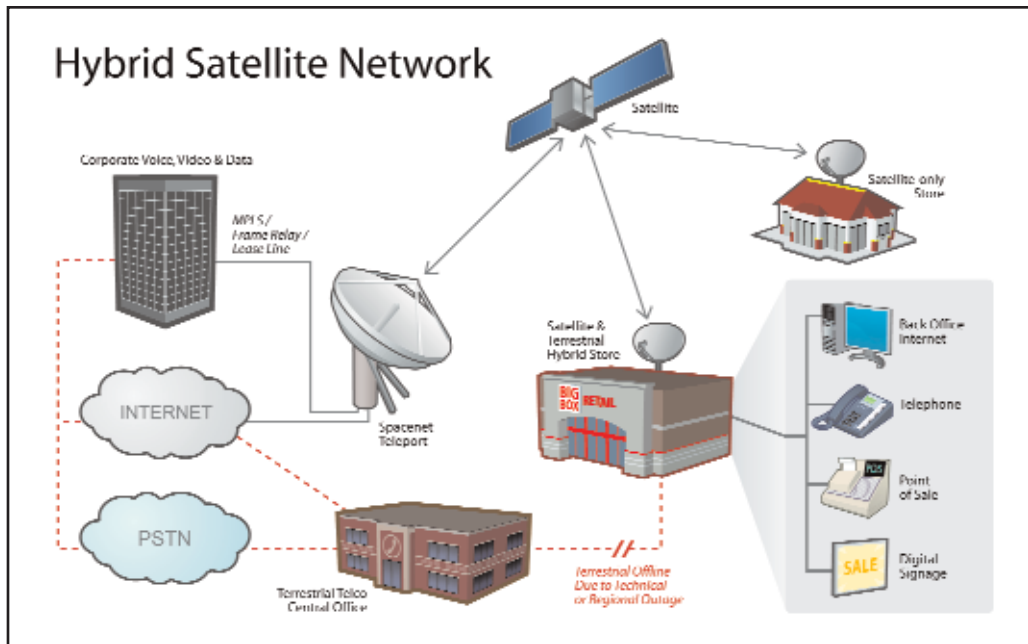 Hybrid Satellite Network
Satellite
Corporate Voice, Video & Data
Satellite-only
Store
MPLS /
Frame Relay /
Lease Line
Satellite &
Terrestrial
Hybrid Store
Back Office
Internet
BIG
BOX
RETAIL
INTERNET
Telephone
Spacenet
Teleport
POS
Point
of Sale
PSTN
SALE
Digital
Signage
Terrestrial Offline
Due to Technical
or Regional Outage
Terrestrial Telco
Central Office